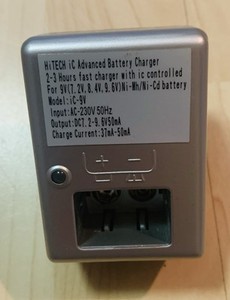 HiTECH iC Advanced Battery Charger
2-3 Hours fast charger with ic controlled
For 9V(7.2V.8.4V,9.6V)Ni-Mh/Ni-Cd battery
Model:iC-9V
Input:AC-230V 50Hz
Output:DC7.2-9.6V50mA
Charge Current:37mA-50mA
+ −